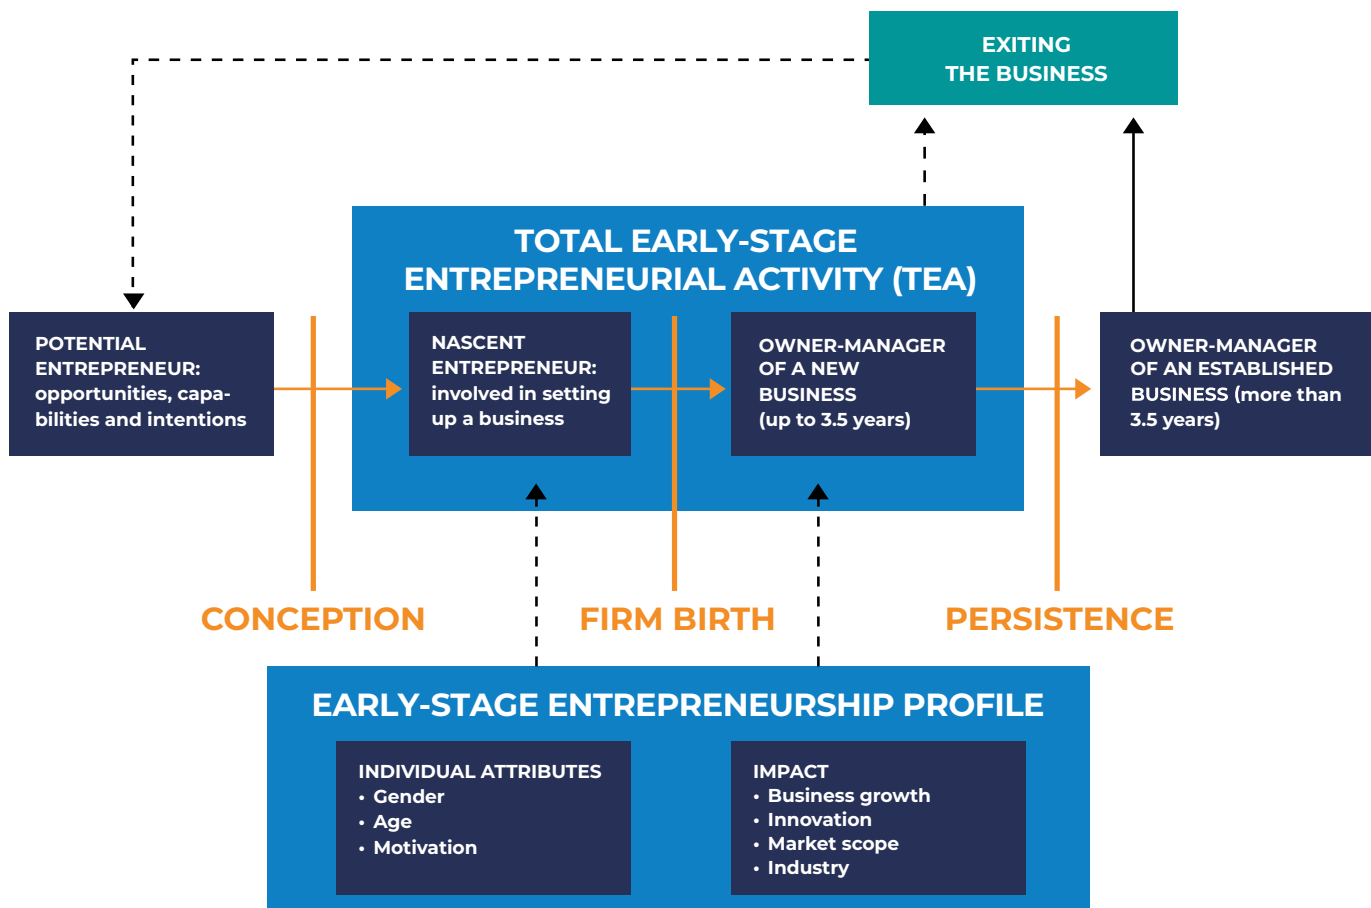 EXITING
THE BUSINESS
TOTAL EARLY-STAGE
ENTREPRENEURIAL ACTIVITY (TEA)
POTENTIAL
ENTREPRENEUR:
opportunities, capa-
bilities and intentions
NASCENT
ENTREPRENEUR:
involved in setting
up a business
OWNER-MANAGER
OF A NEW
BUSINESS
(up to 3.5 years)
OWNER-MANAGER
OF AN ESTABLISHED
BUSINESS (more than
3.5 years)
CONCEPTION
FIRM BIRTH
PERSISTENCE
EARLY-STAGE ENTREPRENEURSHIP PROFILE
INDIVIDUAL ATTRIBUTES
• Gender
• Age
• Motivation
IMPACT
• Business growth
• Innovation
• Market scope
• Industry